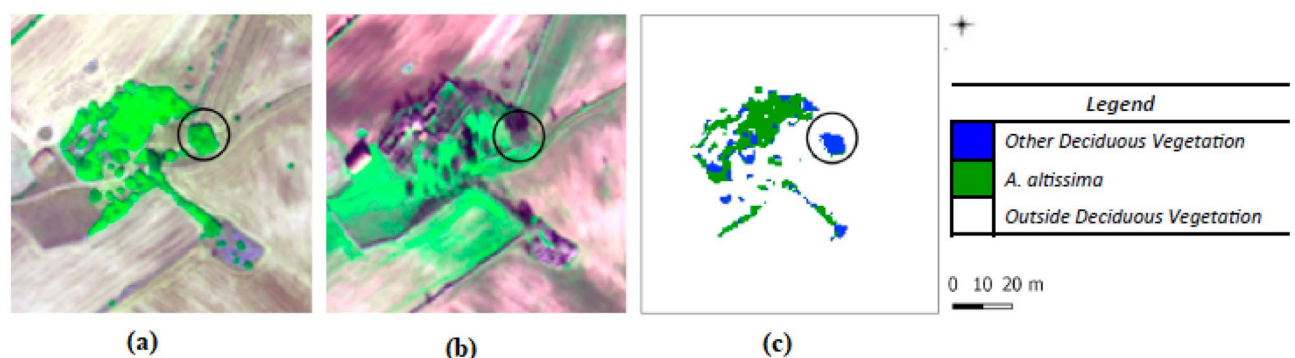 Legend
Other Deciduous Vegetation
A. altissima
Outside Deciduous Vegetation
0 10 20 m
(a) (b) (c)